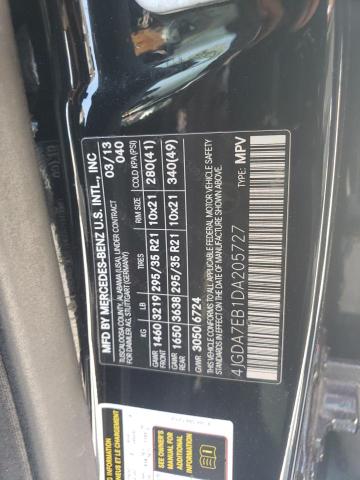 MFD BY MERCEDES-BENZ U.S. INTL., INC
TUSCALOOSA COUNTY, ALABAMA (USA), UNDER CONTRACT
FROM DAIMLER AG, STUTTGART (GERMANY)
03/13
040
KG LB TIRES RIM SIZE COLD KPA(PSI)
GAWR FRONT 1460 3219 295/35 R21 10x21 280(41)
GAWR REAR 1650 3638 295/35 R21 10x21 340(49)
GVWR 3050/6724
THIS VEHICLE CONFORMS TO ALL APPLICABLE FEDERAL MOTOR VEHICLE SAFETY
STANDARDS IN EFFECT ON THE DATE OF MANUFACTURE SHOWN ABOVE
4JGDA7EB1DA205727 TYPE: MPV
SEE OWNER'S
MANUAL FOR
ADDITIONAL
INFORMATION